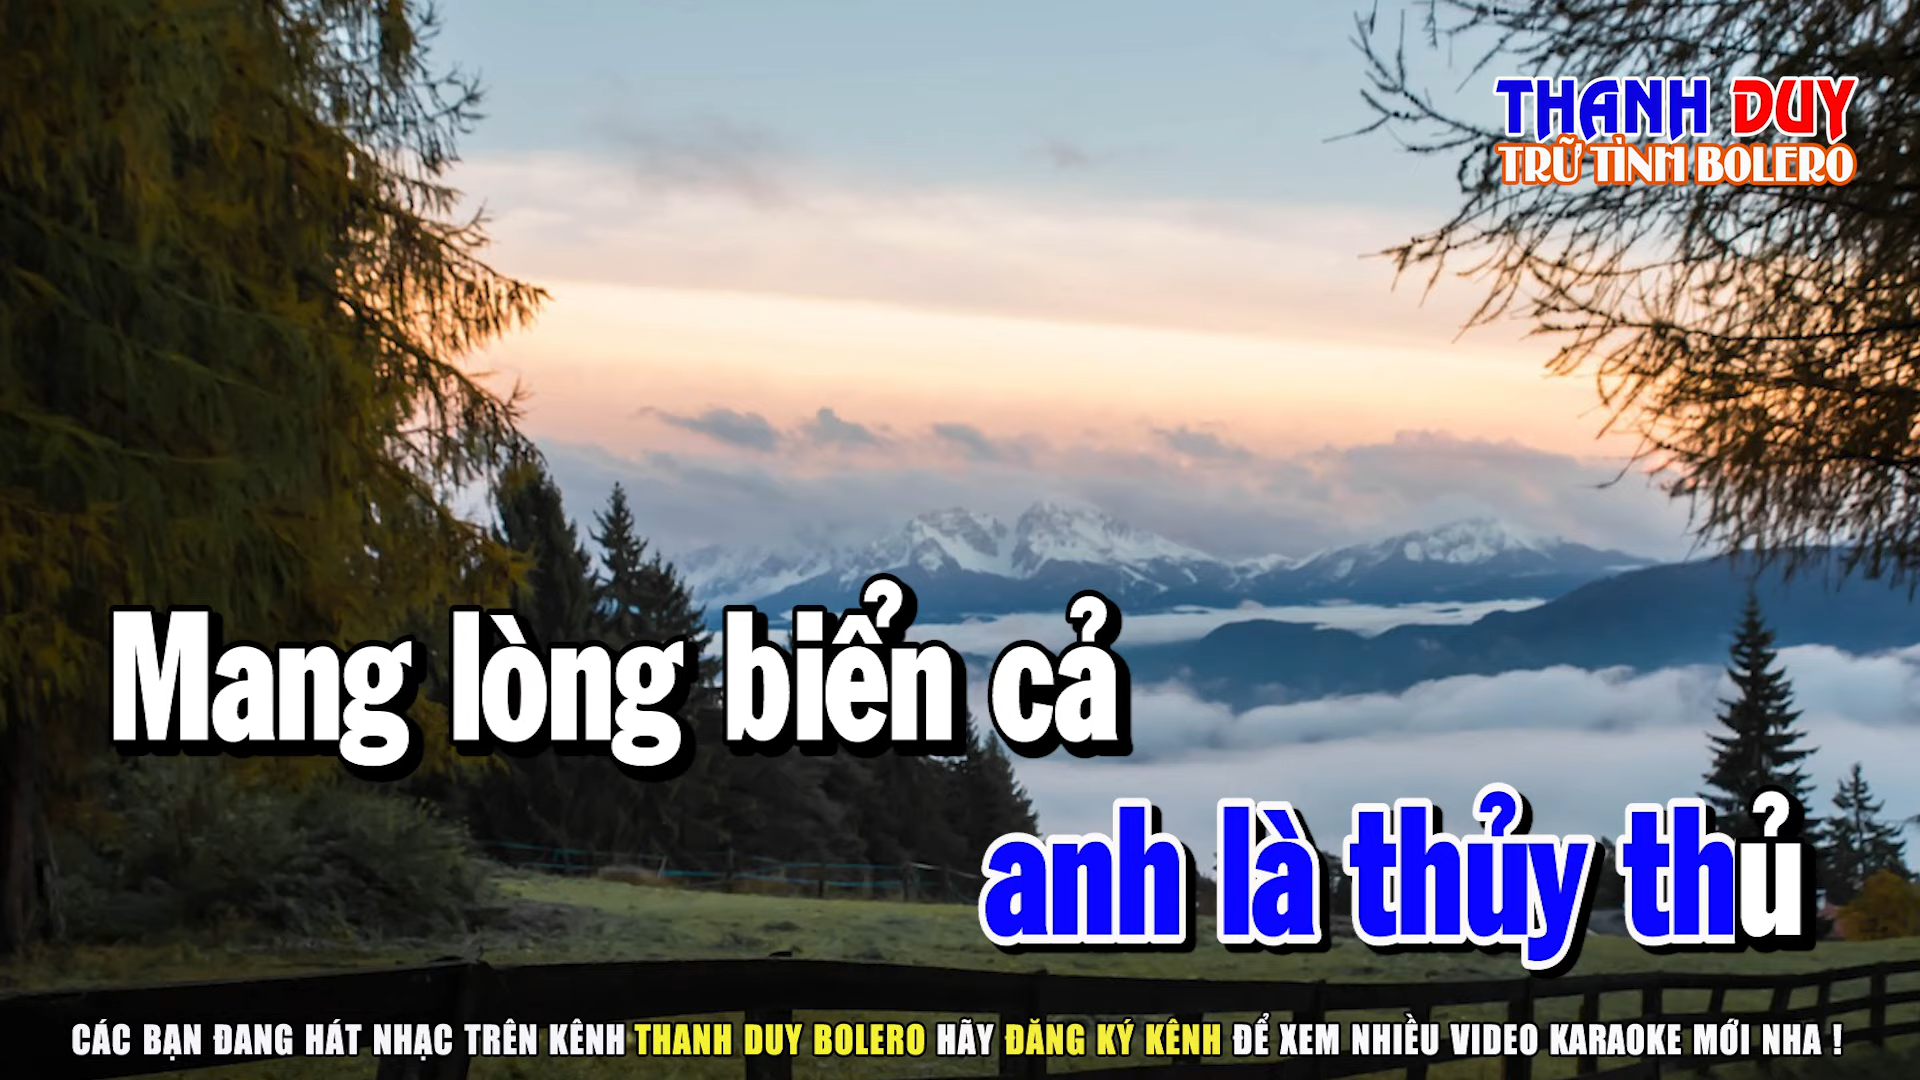 THANH DUY
TRỮ TÌNH BOLERO
Mang lòng biển cả
anh là thủy thủ
CÁC BẠN ĐANG HÁT NHẠC TRÊN KÊNH THANH DUY BOLERO HÃY ĐĂNG KÝ KÊNH ĐỂ XEM NHIỀU VIDEO KARAOKE MỚI NHA !